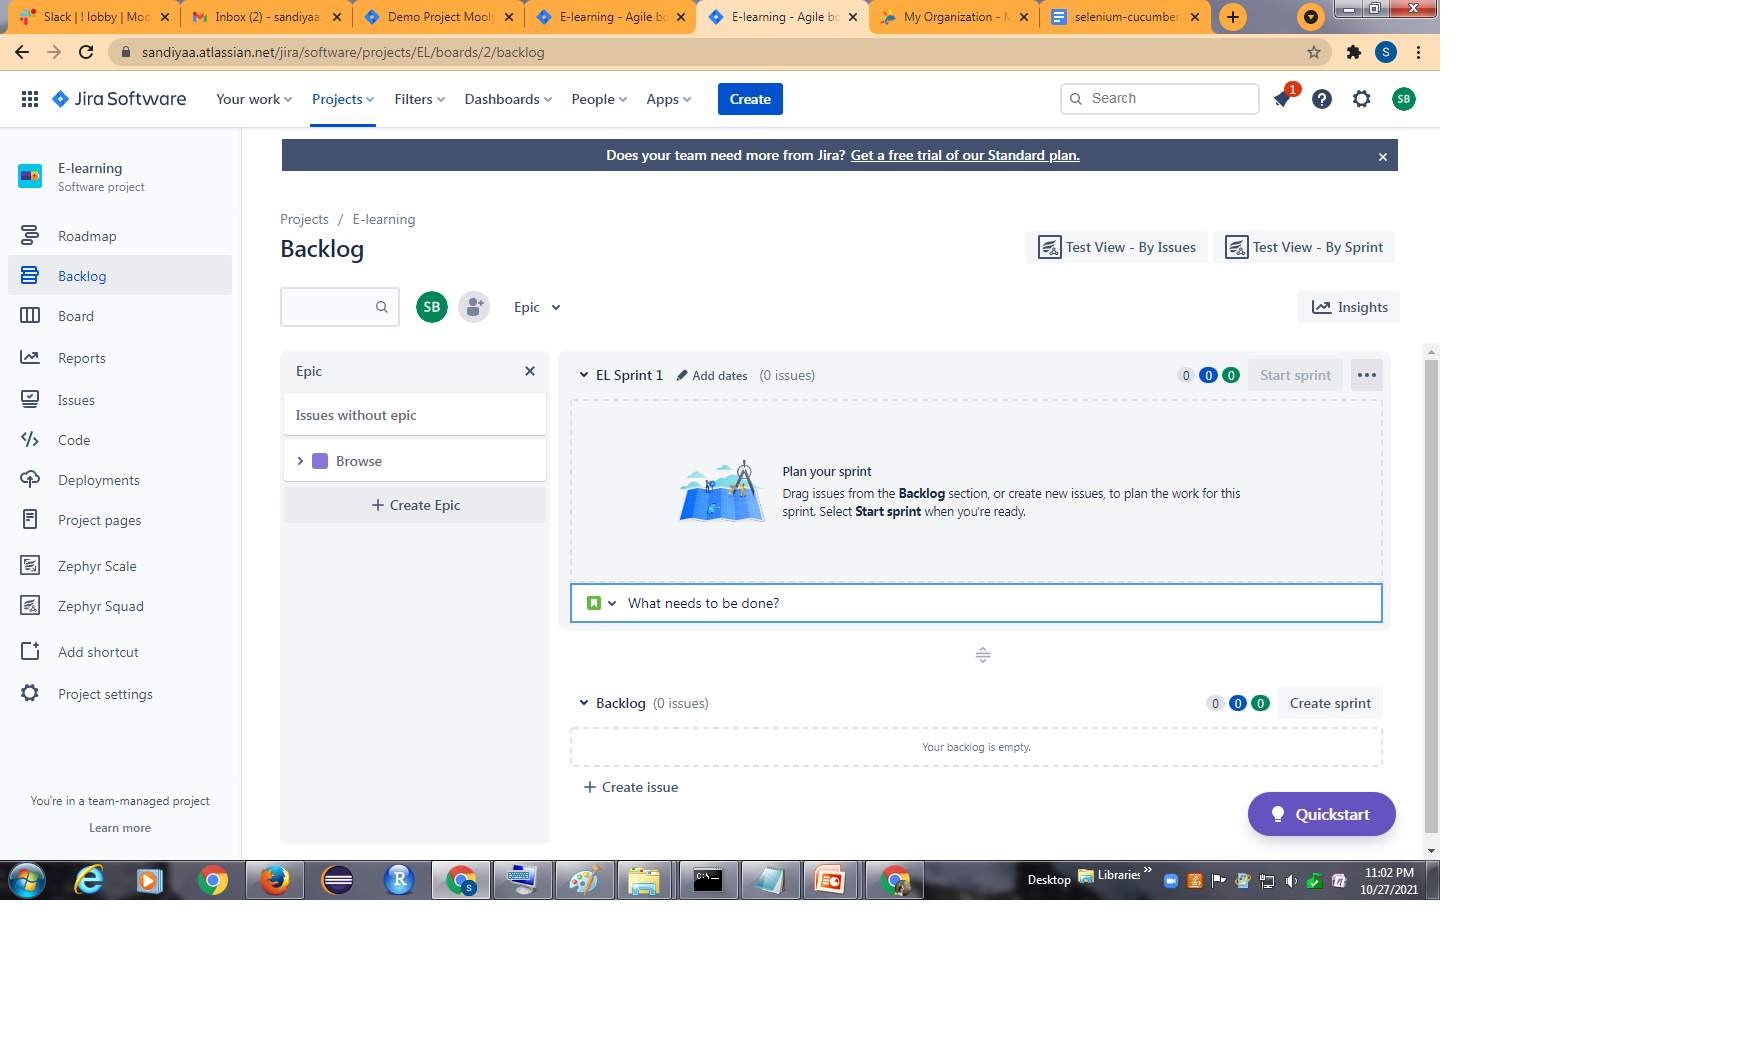 Slack | ! lobby | Moo
Inbox (2) - sandiyaa
Demo Project Mooly
E-learning - Agile bo
E-learning - Agile bo
My Organization - M
selenium-cucumber
sandiyaa.atlassian.net/jira/software/projects/EL/boards/2/backlog
S
Jira Software
Your work
Projects
Filters
Dashboards
People
Apps
Create
Search
1
SB
Does your team need more from Jira? Get a free trial of our Standard plan.
E-learning
Software project
Roadmap
Backlog
Board
Reports
Issues
Code
Deployments
Project pages
Zephyr Scale
Zephyr Squad
Add shortcut
Project settings
You're in a team-managed project
Learn more
Projects / E-learning
Backlog
Test View - By Issues
Test View - By Sprint
SB
Epic
Insights
Epic
Issues without epic
Browse
+ Create Epic
EL Sprint 1
Add dates
(0 issues)
0 0 0
Start sprint
Plan your sprint
Drag issues from the Backlog section, or create new issues, to plan the work for this
sprint. Select Start sprint when you're ready.
What needs to be done?
Backlog (0 issues)
0 0 0
Create sprint
Your backlog is empty.
+ Create issue
Quickstart
Desktop
Libraries
11:02 PM
10/27/2021